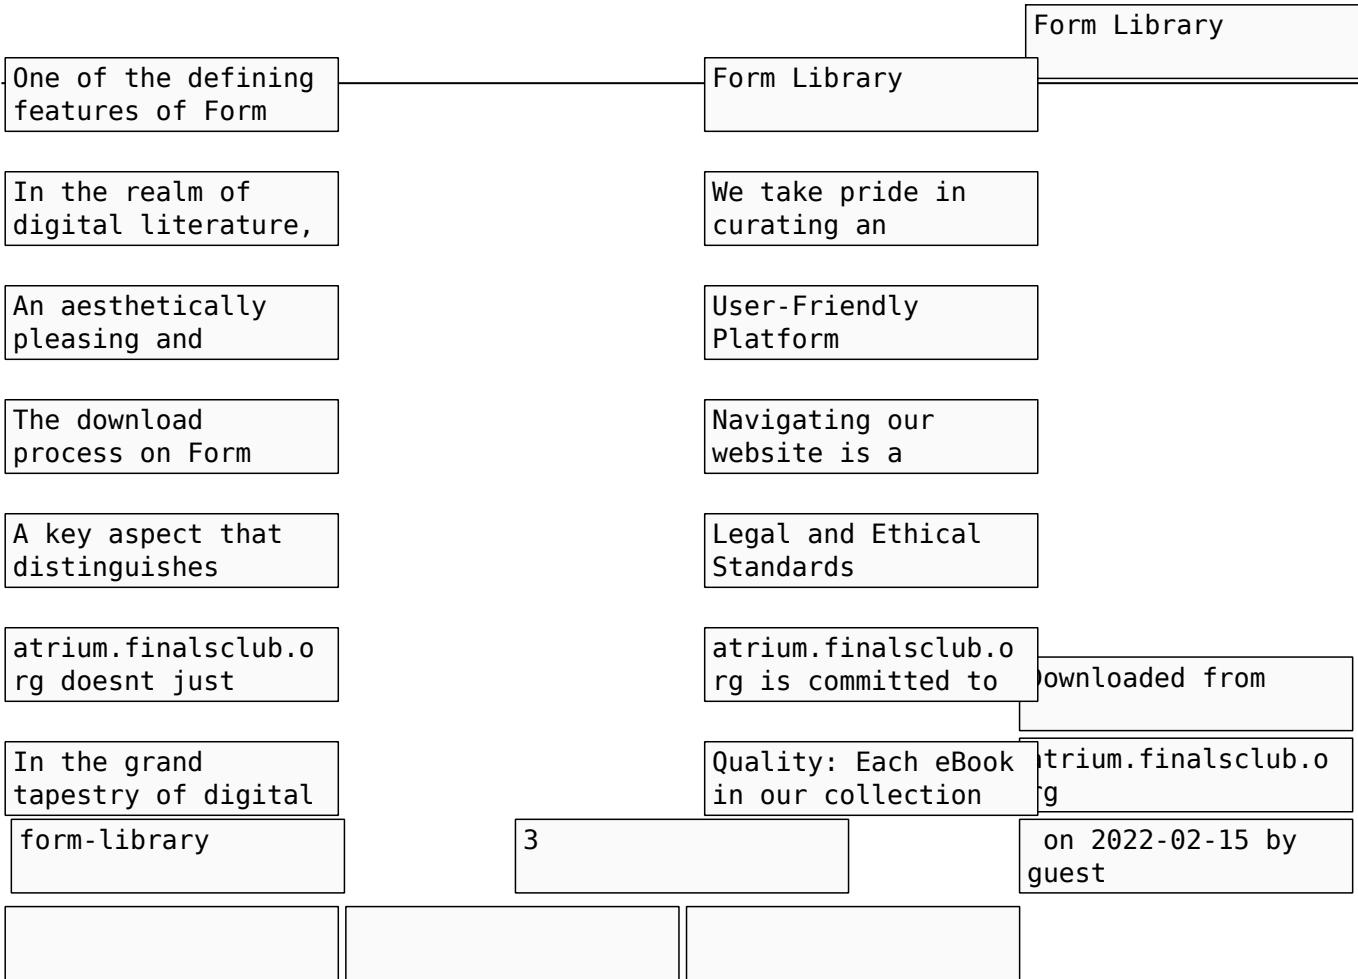 Form Library
One of the defining
features of Form
In the realm of
digital literature,
An aesthetically
pleasing and
The download
process on Form
A key aspect that
distinguishes
atrium.finalsclub.o
rg doesnt just
In the grand
tapestry of digital
Form Library
We take pride in
curating an
User-Friendly
Platform
Navigating our
website is a
Legal and Ethical
Standards
atrium.finalsclub.o
rg is committed to
Quality: Each eBook
in our collection
form-library
3
Downloaded from
atrium.finalsclub.o
rg
on 2022-02-15 by
guest